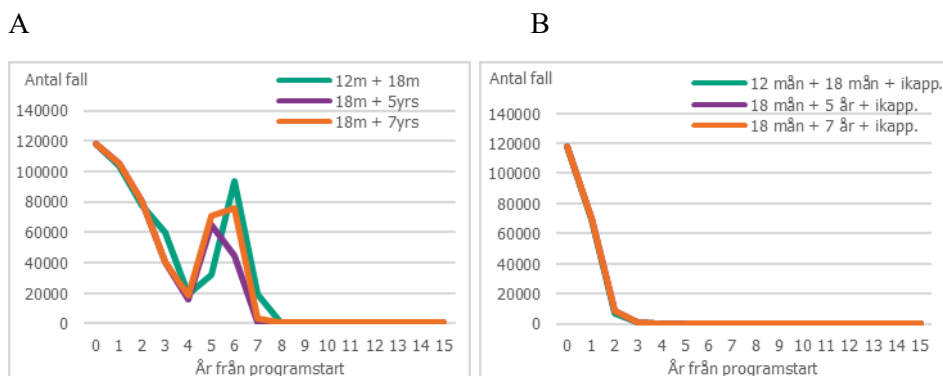 A
Antal fall
12m + 18m
18m + 5yrs
18m + 7yrs
140000
120000
100000
80000
60000
40000
20000
0
0 1 2 3 4 5 6 7 8 9 10 11 12 13 14 15
År från programstart
B
Antal fall
12 mån + 18 mån + ikapp.
18 mån + 5 år + ikapp.
18 mån + 7 år + ikapp.
140000
120000
100000
80000
60000
40000
20000
0
0 1 2 3 4 5 6 7 8 9 10 11 12 13 14 15
År från programstart